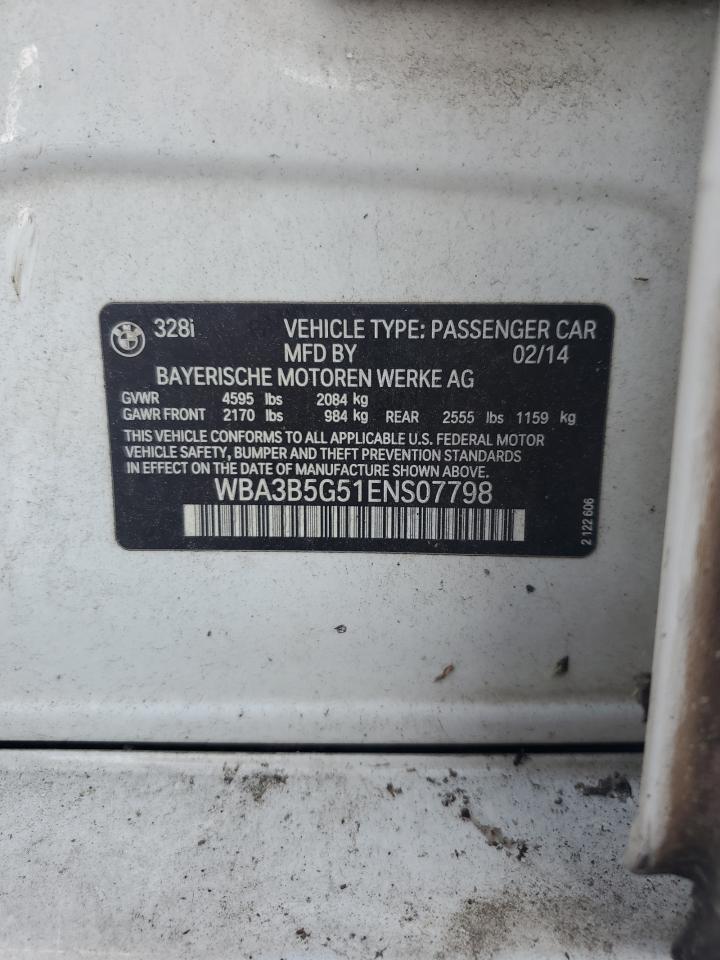 328i VEHICLE TYPE: PASSENGER CAR
MFD BY 02/14
BAYERISCHE MOTOREN WERKE AG
GVWR 4595 lbs 2084 kg
GAWR FRONT 2170 lbs 984 kg REAR 2555 lbs 1159 kg
THIS VEHICLE CONFORMS TO ALL APPLICABLE U.S. FEDERAL MOTOR
VEHICLE SAFETY, BUMPER AND THEFT PREVENTION STANDARDS
IN EFFECT ON THE DATE OF MANUFACTURE SHOWN ABOVE.
WBA3B5G51ENS07798
2 122 606